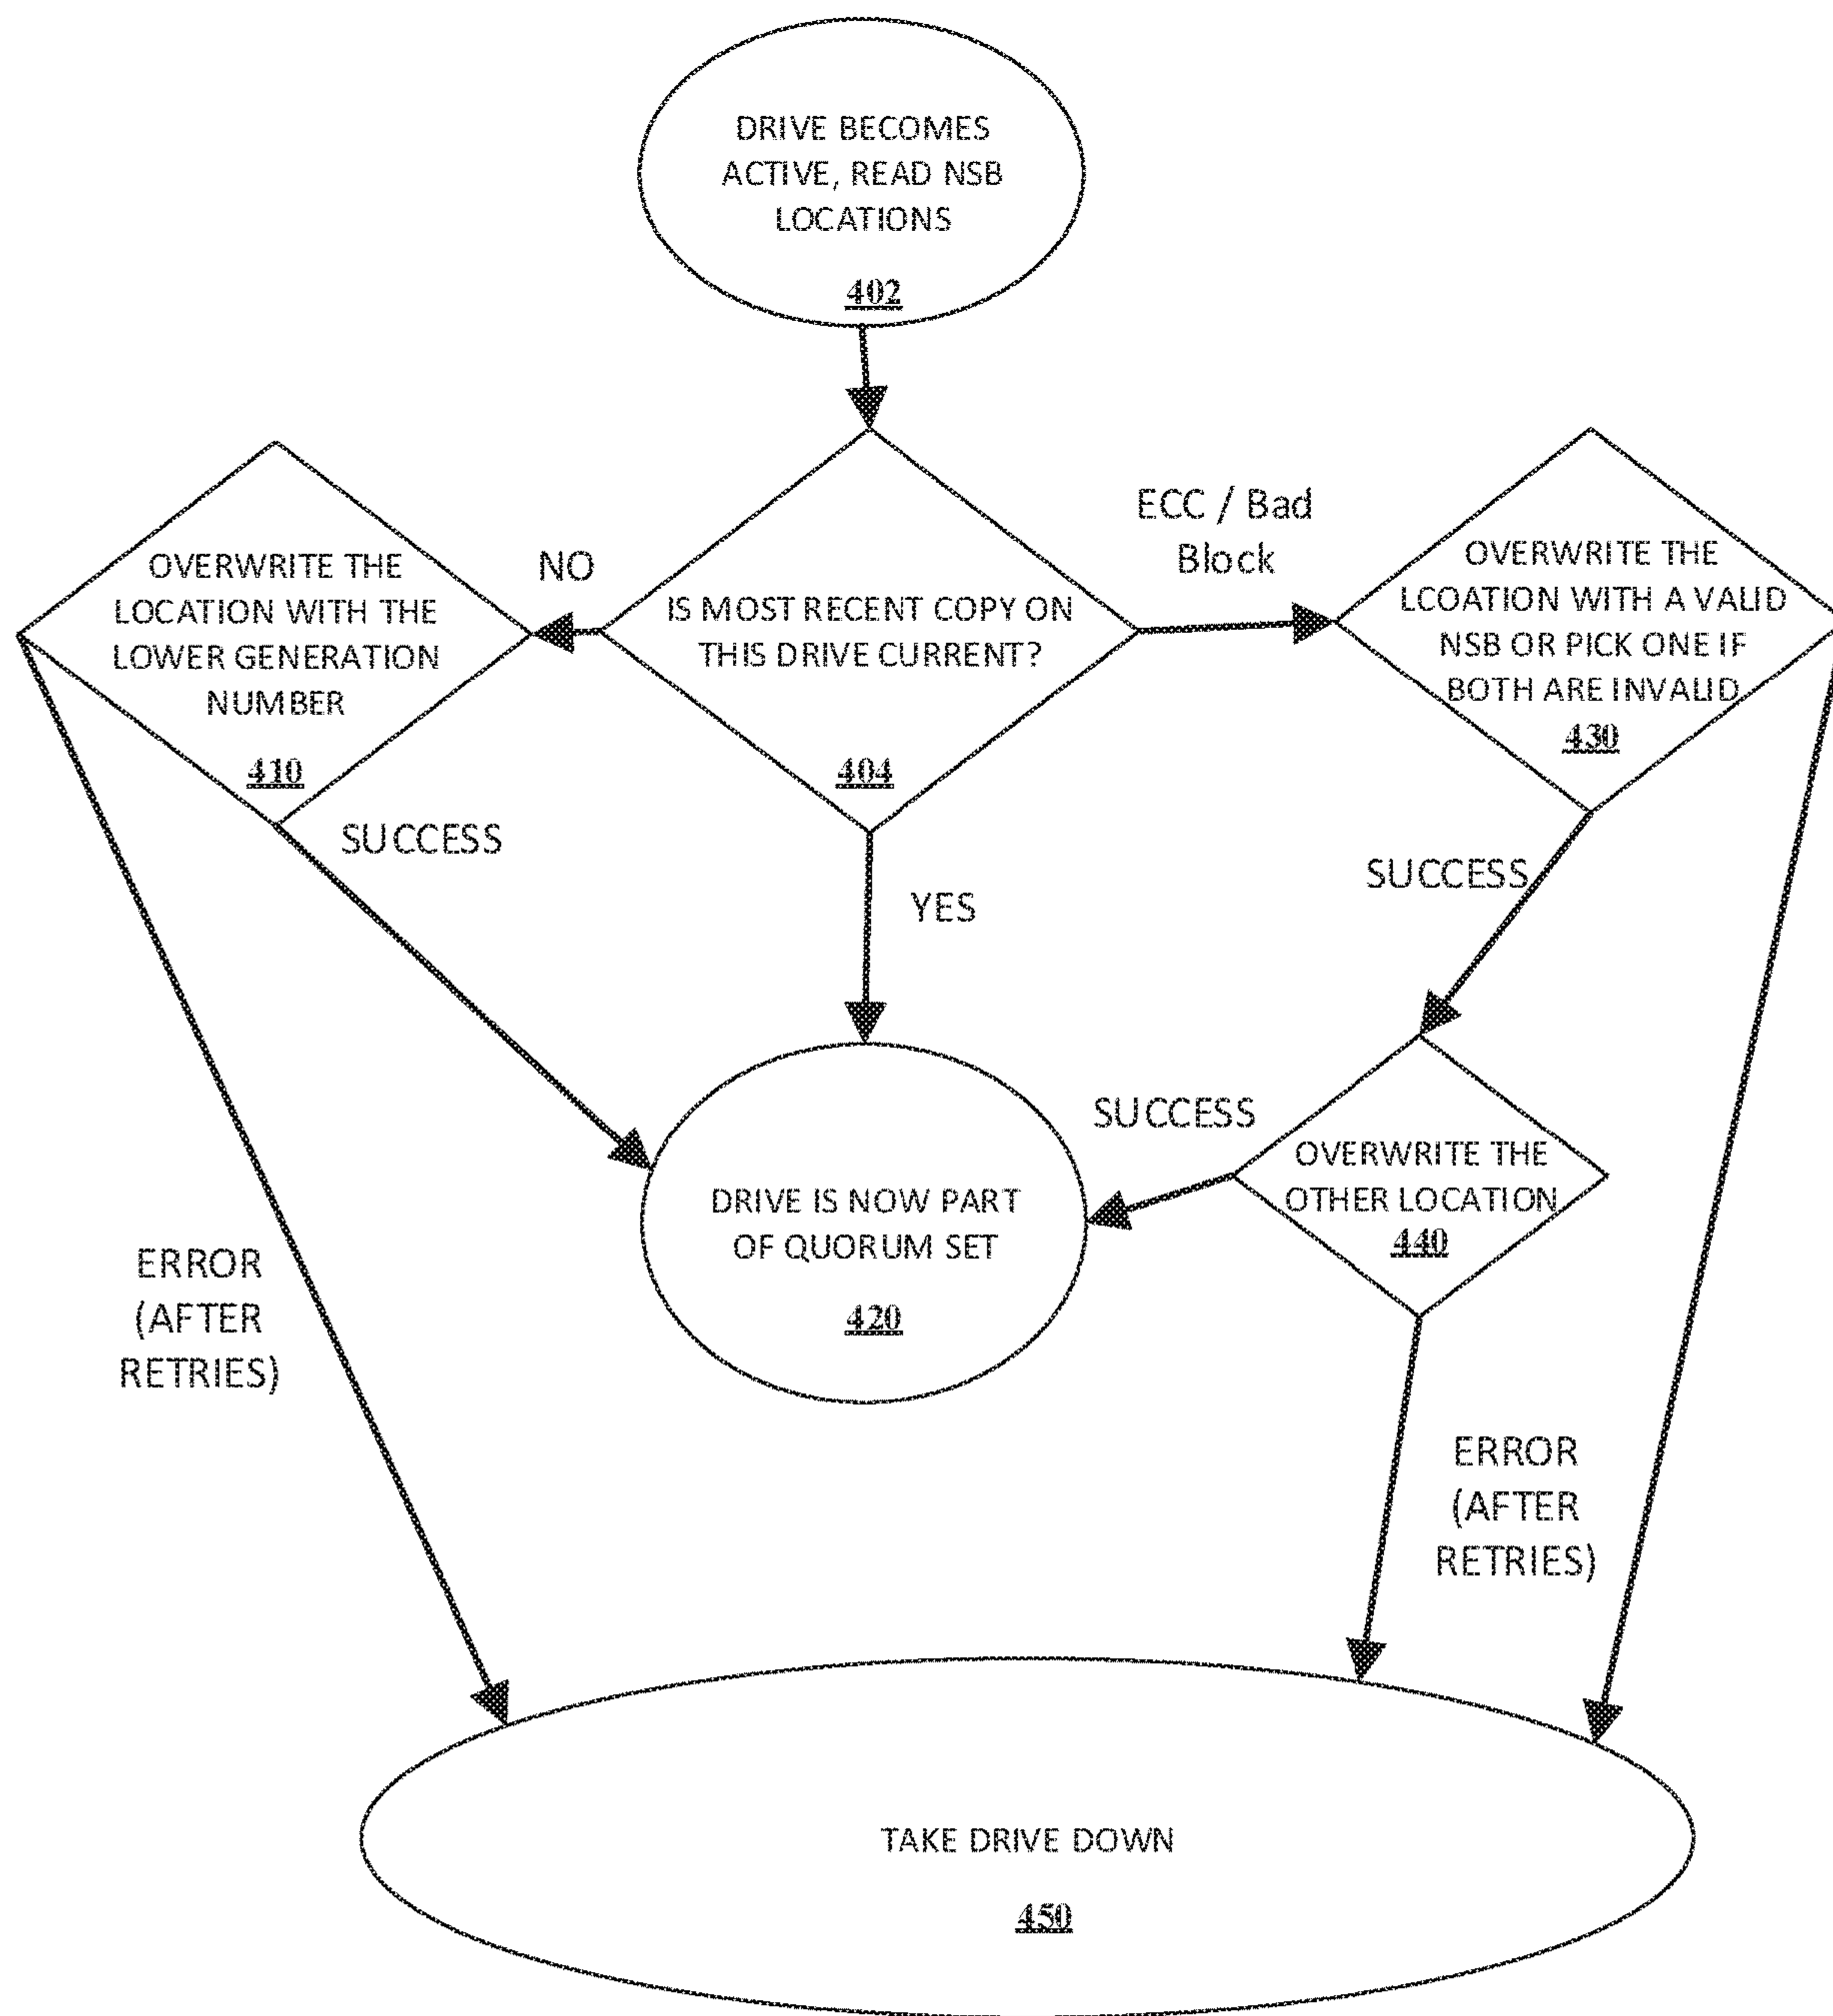 DRIVE BECOMES
ACTIVE, READ NSB
LOCATIONS
402
OVERWRITE THE
LOCATION WITH THE
LOWER GENERATION
NUMBER
410
NO
IS MOST RECENT COPY ON
THIS DRIVE CURRENT?
404
ECC / Bad
Block
OVERWRITE THE
LCOATION WITH A VALID
NSB OR PICK ONE IF
BOTH ARE INVALID
430
SUCCESS
YES
SUCCESS
SUCCESS
OVERWRITE THE
OTHER LOCATION
440
DRIVE IS NOW PART
OF QUORUM SET
420
ERROR
(AFTER
RETRIES)
ERROR
(AFTER
RETRIES)
TAKE DRIVE DOWN
450